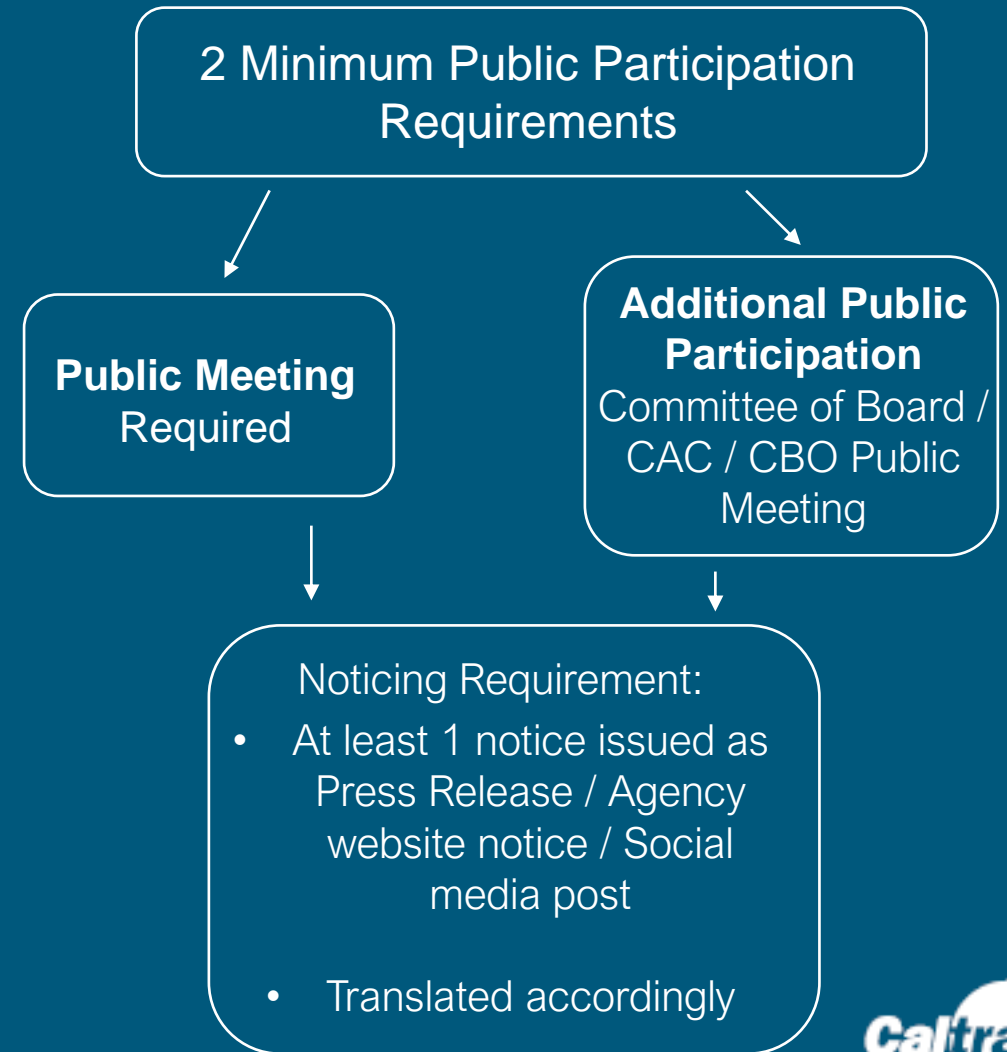 2 Minimum Public Participation
Requirements
Public Meeting
Required
Additional Public
Participation
Committee of Board /
CAC / CBO Public
Meeting
Noticing Requirement:
• At least 1 notice issued as
Press Release / Agency
website notice / Social
media post
• Translated accordingly